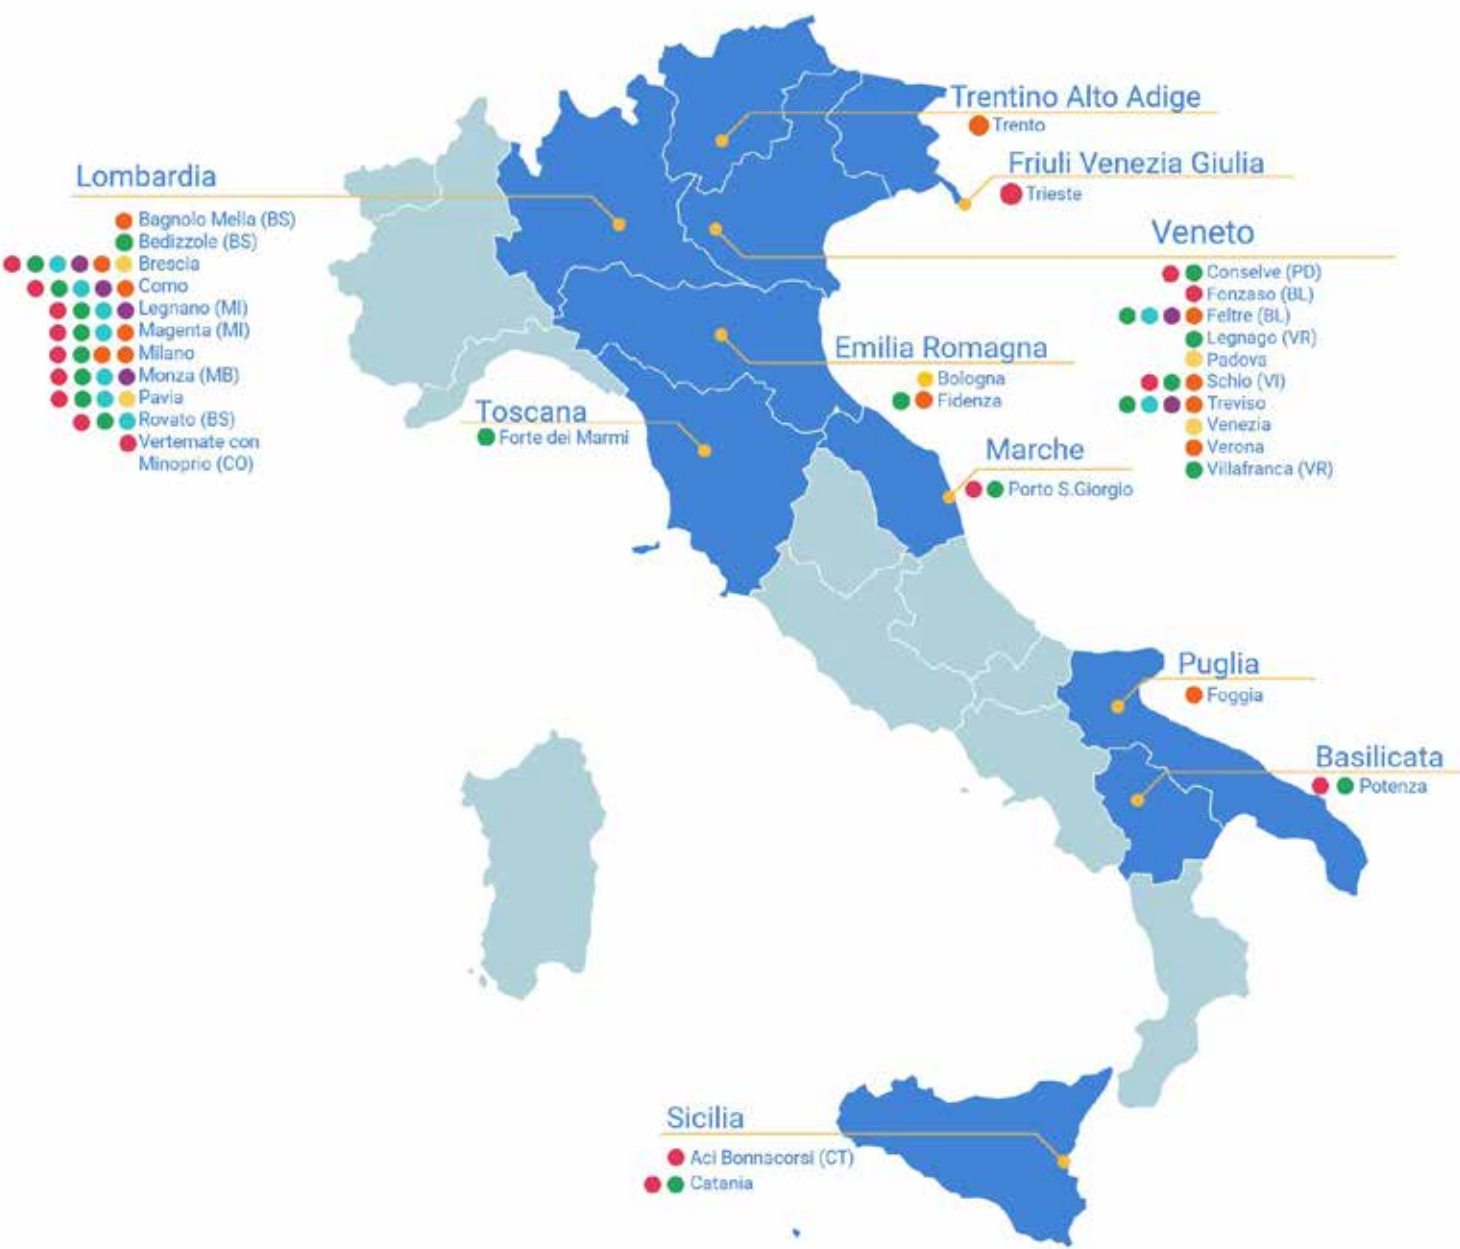 Trentino Alto Adige
Trento
Friuli Venezia Giulia
Trieste
Lombardia
Bagnolo Mella (BS)
Bedizzole (BS)
Brescia
Como
Legnano (MI)
Magenta (MI)
Milano
Monza (MB)
Pavia
Rovato (BS)
Vertemate con
Minoprio (CO)
Veneto
Conselve (PD)
Fonzaso (BL)
Feltre (BL)
Legnago (VR)
Padova
Schio (VI)
Treviso
Venezia
Verona
Villafranca (VR)
Emilia Romagna
Bologna
Fidenza
Toscana
Forte dei Marmi
Marche
Porto S.Giorgio
Puglia
Foggia
Basilicata
Potenza
Sicilia
Aci Bonnacorsi (CT)
Catania